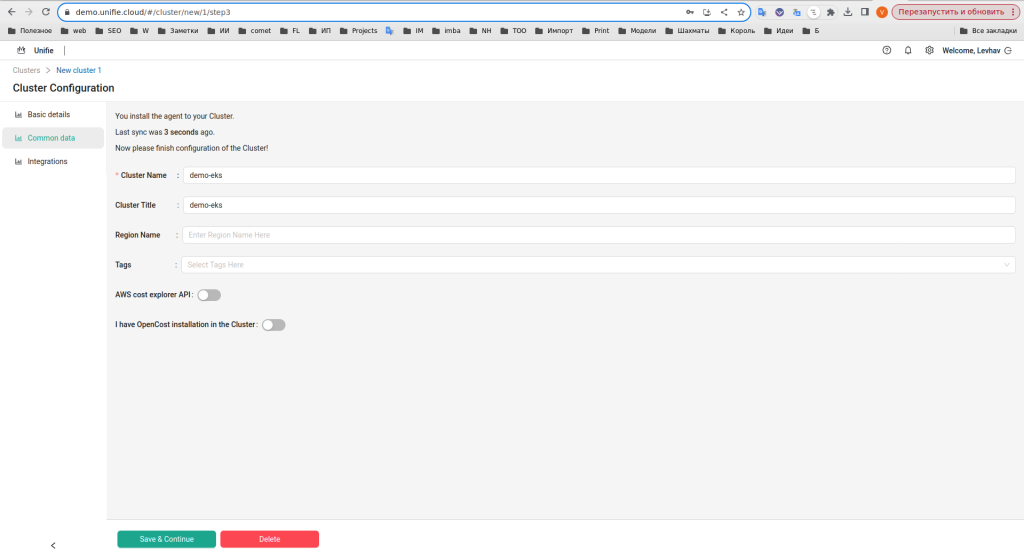 demo.unifie.cloud/#/cluster/new/1/step3
V
Перезапустить и обновить
Полезное web SEO W Заметки ИИ comet FL ИП Projects IM imba NH ТОО Импорт Print Модели Шахматы Король Идеи Б Все закладки
Unifie
Welcome, Levhav
Clusters > New cluster 1
Cluster Configuration
Basic details
Common data
Integrations
You install the agent to your Cluster.
Last sync was 3 seconds ago.
Now please finish configuration of the Cluster!
* Cluster Name : demo-eks
Cluster Title : demo-eks
Region Name : Enter Region Name Here
Tags : Select Tags Here
AWS cost explorer API :
I have OpenCost installation in the Cluster :
Save & Continue
Delete